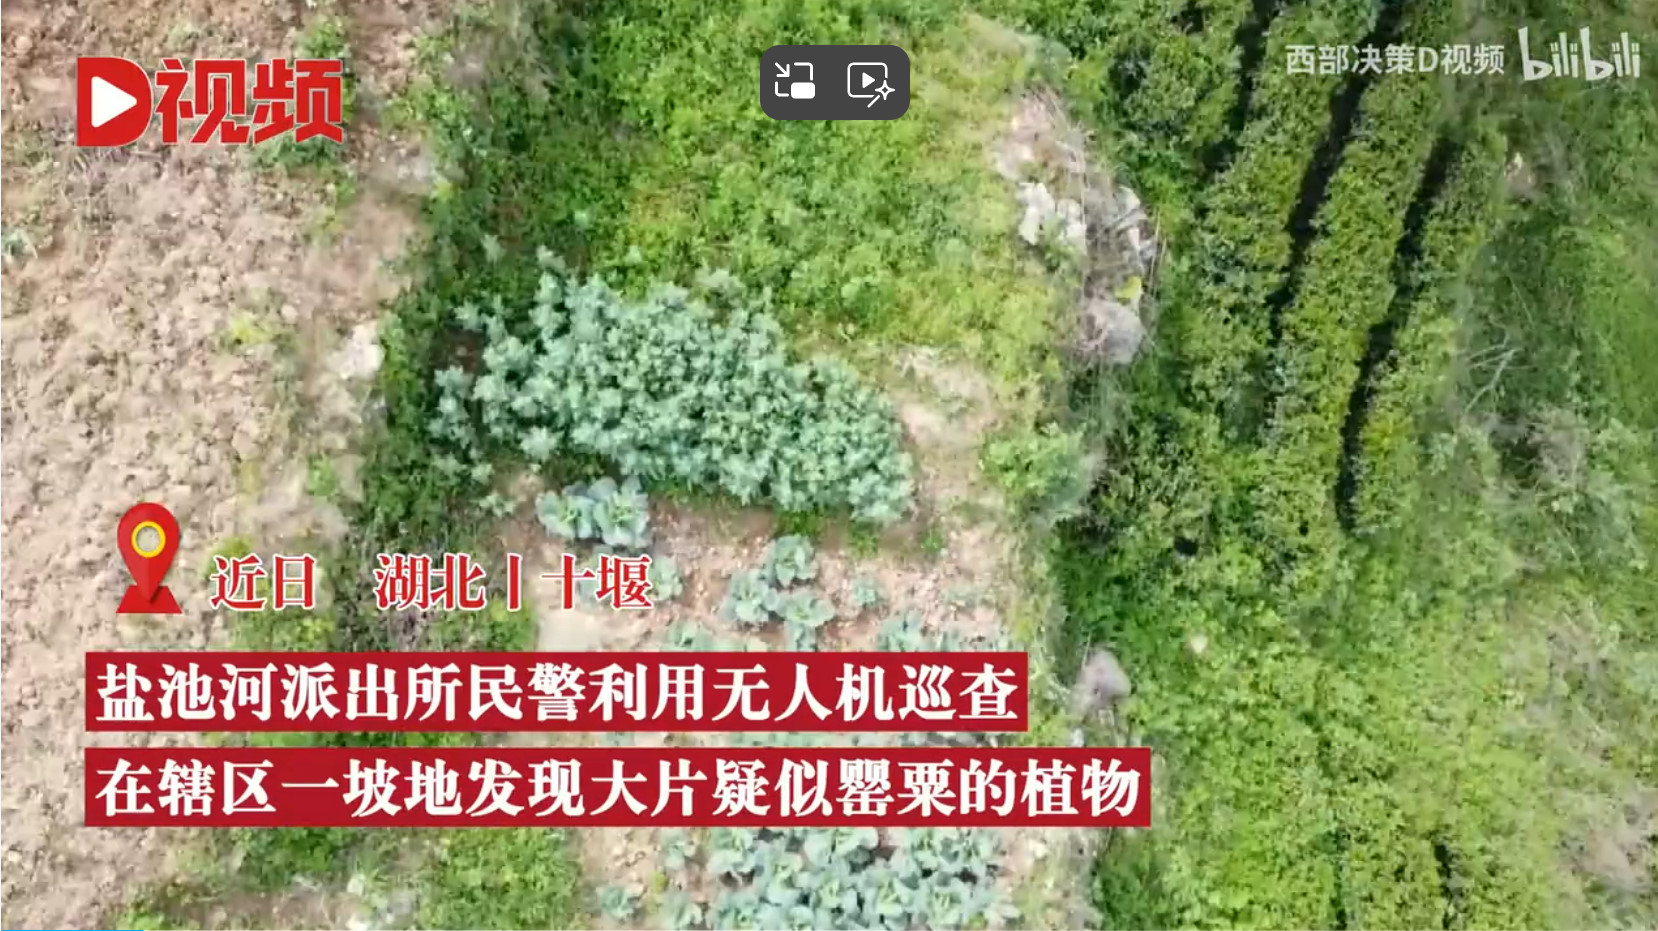 D视频
西部决策D视频 bilibili
近日 湖北丨十堰
盐池河派出所民警利用无人机巡查
在辖区一坡地发现大片疑似罂粟的植物